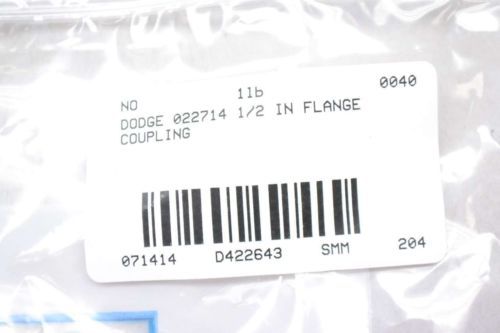 NO 1lb 0040
DODGE 022714 1/2 IN FLANGE
COUPLING
071414 D422643 SMM 204